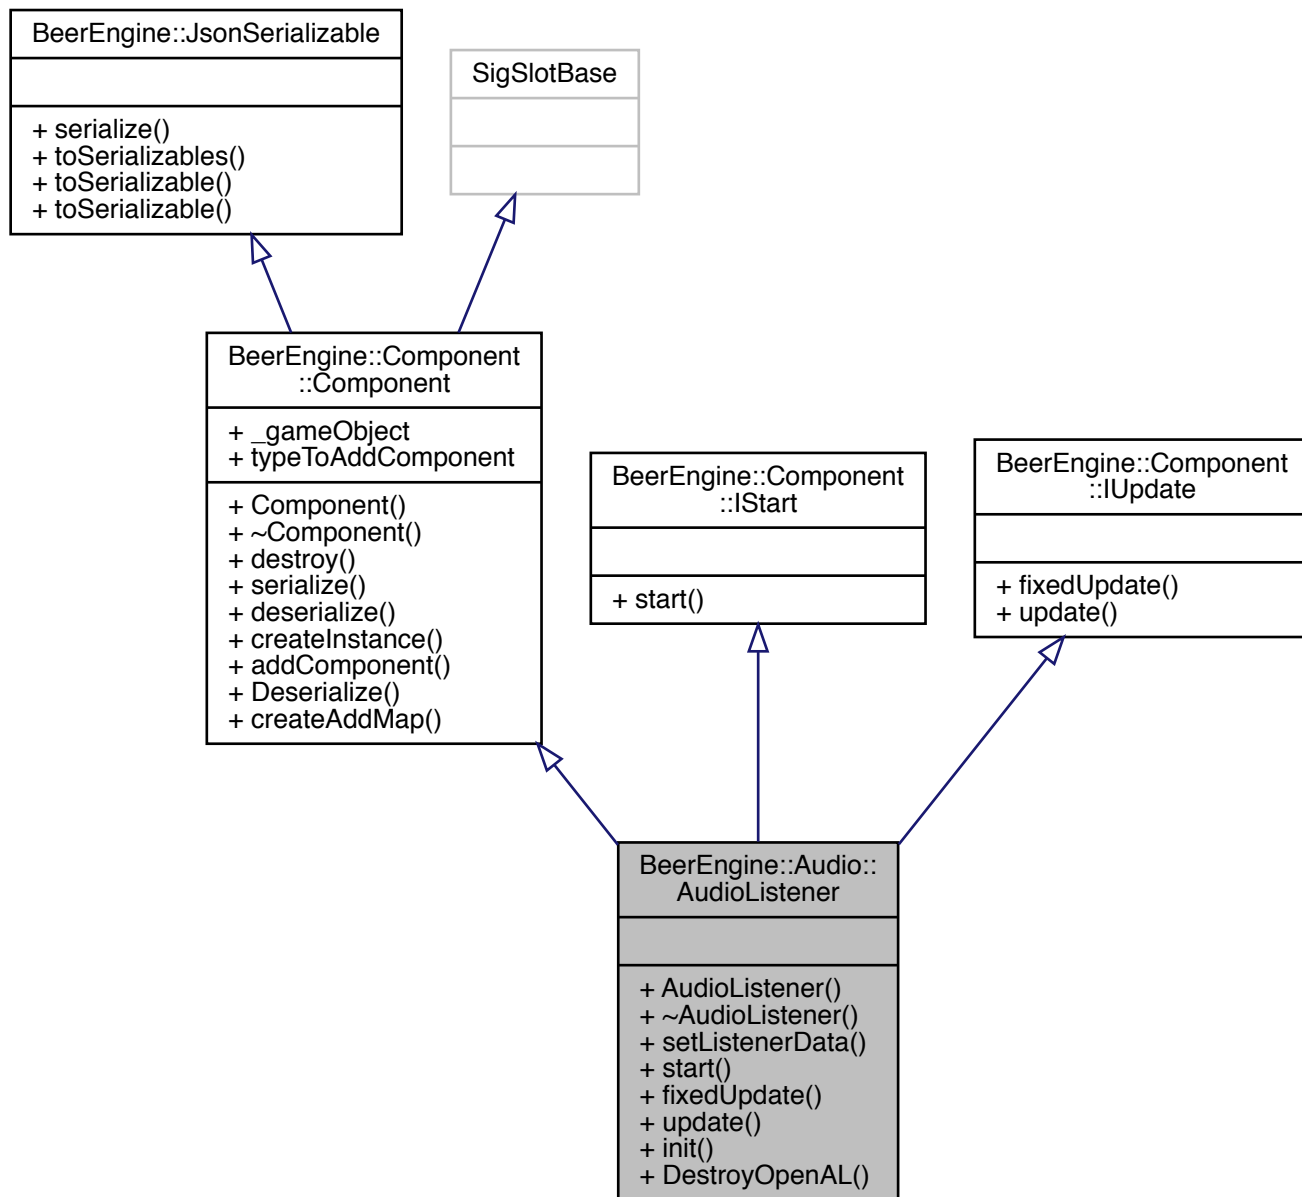 BeerEngine::JsonSerializable
+ serialize()
+ toSerializables()
+ toSerializable()
+ toSerializable()
SigSlotBase
BeerEngine::Component
::Component
+ _gameObject
+ typeToAddComponent
+ Component()
+ ~Component()
+ destroy()
+ serialize()
+ deserialize()
+ createInstance()
+ addComponent()
+ Deserialize()
+ createAddMap()
BeerEngine::Component
::IStart
+ start()
BeerEngine::Component
::IUpdate
+ fixedUpdate()
+ update()
BeerEngine::Audio::
AudioListener
+ AudioListener()
+ ~AudioListener()
+ setListenerData()
+ start()
+ fixedUpdate()
+ update()
+ init()
+ DestroyOpenAL()